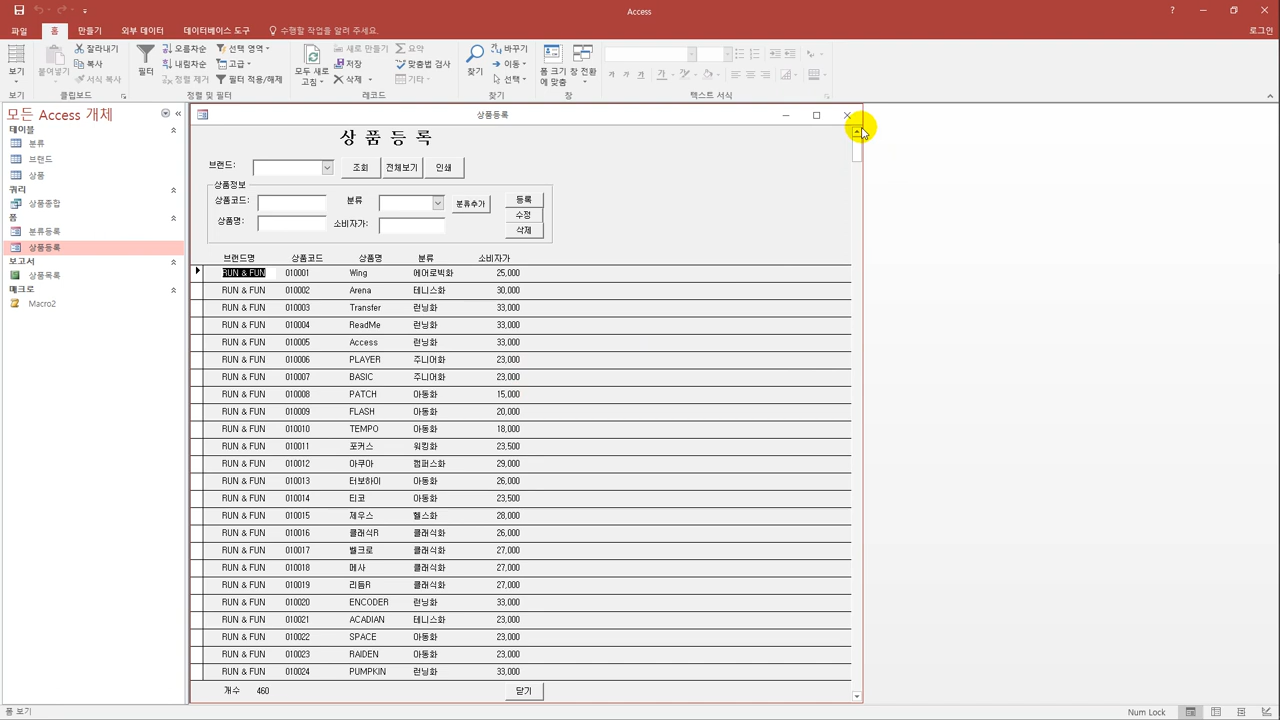 Access
?
파일
홈
만들기
외부 데이터
데이터베이스 도구
수행할 작업을 알려 주세요.
로그인
보기
붙여넣기
잘라내기
복사
서식 복사
필터
오름차순
내림차순
정렬 제거
선택 영역
고급
필터 적용/해제
모두 새로 고침
새로 만들기
저장
삭제
요약
맞춤법 검사
기타
찾기
바꾸기
이동
선택
폼 크기에 맞춤
창 전환
가 가 가
보기
클립보드
정렬 및 필터
레코드
찾기
창
텍스트 서식
모든 Access 개체
테이블
분류
브랜드
상품
쿼리
상품종합
폼
분류등록
상품등록
보고서
상품목록
매크로
Macro2
상품등록
상 품 등 록
브랜드:
조회
전체보기
인쇄
상품정보
상품코드:
분류
분류추가
등록
수정
상품명:
소비자가:
삭제
브랜드명 상품코드 상품명 분류 소비자가
RUN & FUN 010001 Wing 에어로빅화 25,000
RUN & FUN 010002 Arena 테니스화 30,000
RUN & FUN 010003 Transfer 런닝화 33,000
RUN & FUN 010004 ReadMe 런닝화 33,000
RUN & FUN 010005 Access 런닝화 33,000
RUN & FUN 010006 PLAYER 주니어화 23,000
RUN & FUN 010007 BASIC 주니어화 23,000
RUN & FUN 010008 PATCH 아동화 15,000
RUN & FUN 010009 FLASH 아동화 20,000
RUN & FUN 010010 TEMPO 아동화 18,000
RUN & FUN 010011 포커스 워킹화 23,500
RUN & FUN 010012 아쿠아 캠퍼스화 29,000
RUN & FUN 010013 터보하이 아동화 26,000
RUN & FUN 010014 티코 아동화 23,500
RUN & FUN 010015 제우스 헬스화 28,000
RUN & FUN 010016 클래식R 클래식화 26,000
RUN & FUN 010017 벨크로 클래식화 27,000
RUN & FUN 010018 메사 클래식화 27,000
RUN & FUN 010019 리듬R 클래식화 27,000
RUN & FUN 010020 ENCODER 런닝화 33,000
RUN & FUN 010021 ACADIAN 테니스화 23,000
RUN & FUN 010022 SPACE 아동화 23,000
RUN & FUN 010023 RAIDEN 아동화 23,000
RUN & FUN 010024 PUMPKIN 런닝화 33,000
개수 460
닫기
폼 보기
Num Lock